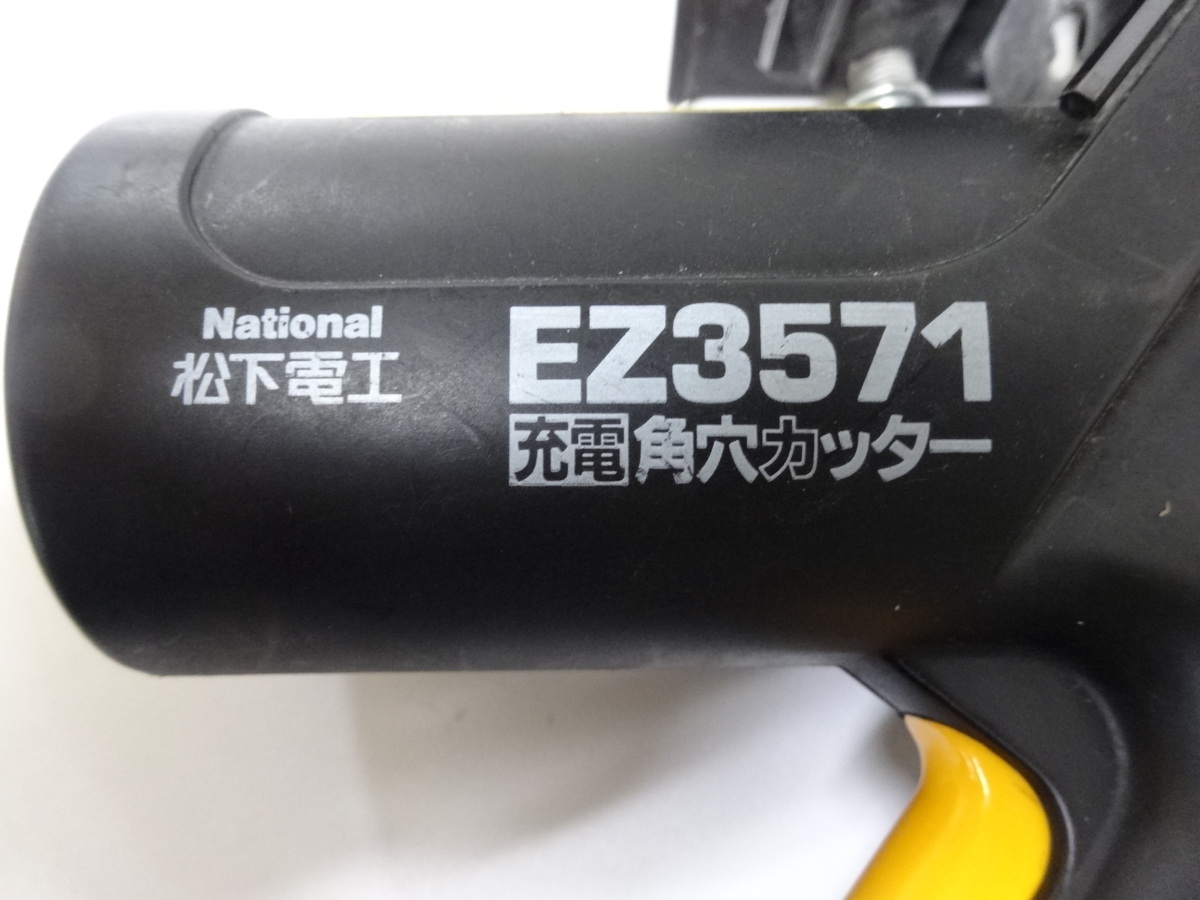 National
松下電工
EZ3571
充電角穴カッター